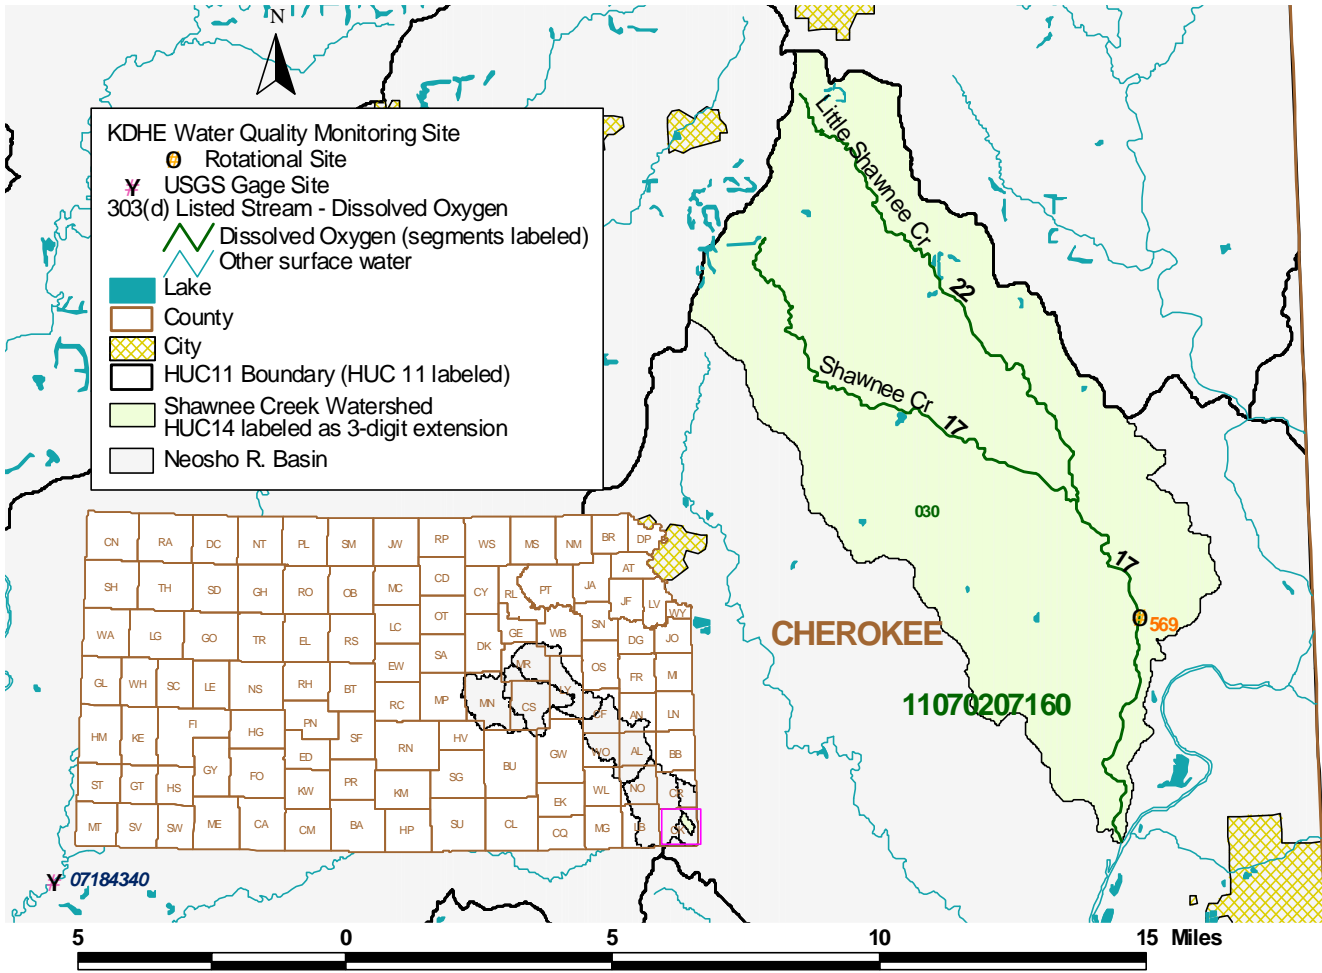 N
KDHE Water Quality Monitoring Site
Rotational Site
USGS Gage Site
303(d) Listed Stream - Dissolved Oxygen
Dissolved Oxygen (segments labeled)
Other surface water
Lake
County
City
HUC11 Boundary (HUC 11 labeled)
Shawnee Creek Watershed
HUC14 labeled as 3-digit extension
Neosho R. Basin
Little Shawnee Cr
22
Shawnee Cr
17
030
17
569
CHEROKEE
11070207160
CN RA DC NT PL SM JW RP WS MS NM BR DP
SH TH SD GH RO OB MC CD CY RL PT JA AT
OT JF LV WY
WA LG GO TR EL RS LC SA DK GE WB SN DG JO
GL WH SC LE NS RH BT EW MR OS FR MI
RC MP MN CS CF AN LN
HM KE FI HG PN SF RN HV BU GW WO AL BB
ST GT HS GY FO ED PR KM SG WL NO CR
KW EK
MT SV SW ME CA CM BA HP SU CL CQ MG LB CK
07184340
5 0 5 10 15 Miles